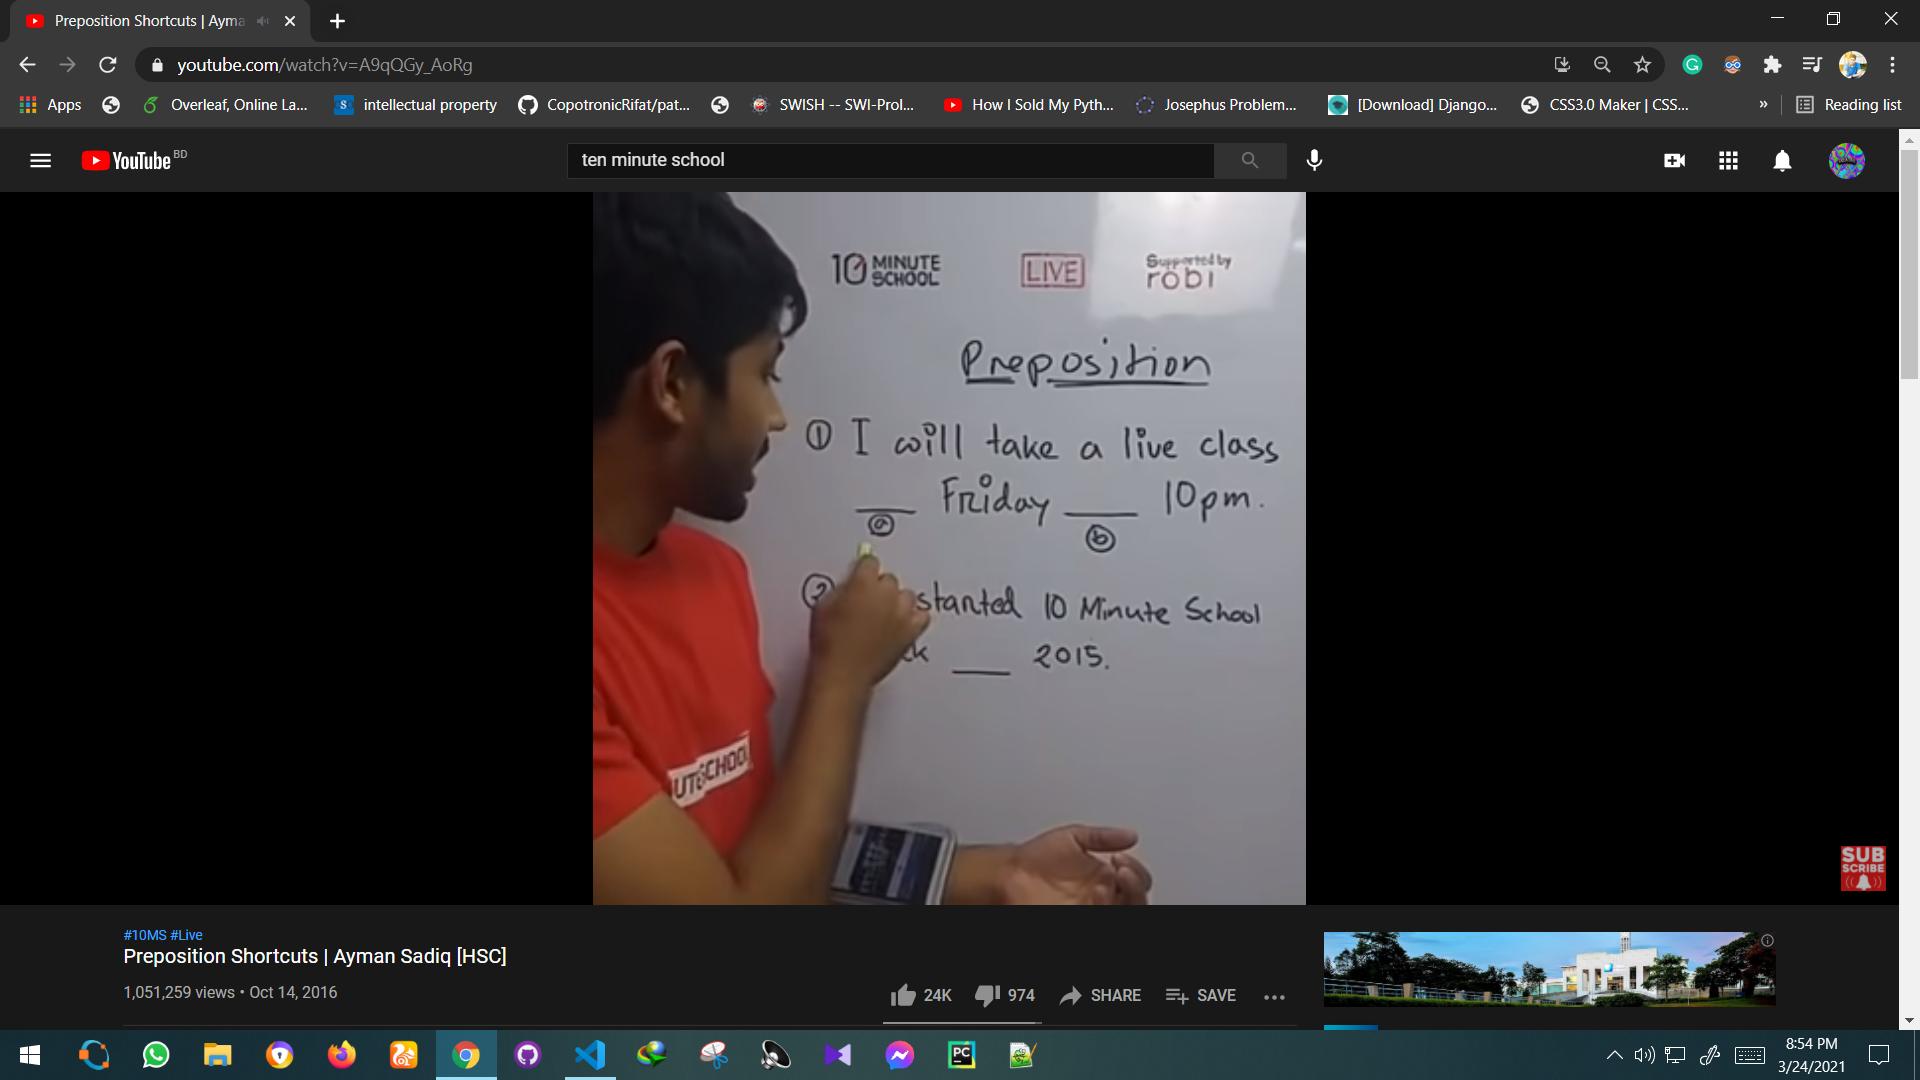 Preposition Shortcuts | Ayma
youtube.com/watch?v=A9qQGy_AoRg
Apps
Overleaf, Online La...
intellectual property
CopotronicRifat/pat...
SWISH -- SWI-Prol...
How I Sold My Pyth...
Josephus Problem...
[Download] Django...
CSS3.0 Maker | CSS...
»
Reading list
YouTube BD
ten minute school
10 MINUTE SCHOOL
LIVE
Supported by
robi
Preposition
① I will take a live class
___ Friday ___ 10pm.
ⓐ ⓑ
② started 10 Minute School
___ 2015.
UTE SCHOOL
SUB
SCRIBE
#10MS #Live
Preposition Shortcuts | Ayman Sadiq [HSC]
1,051,259 views • Oct 14, 2016
24K
974
SHARE
SAVE
8:54 PM
3/24/2021